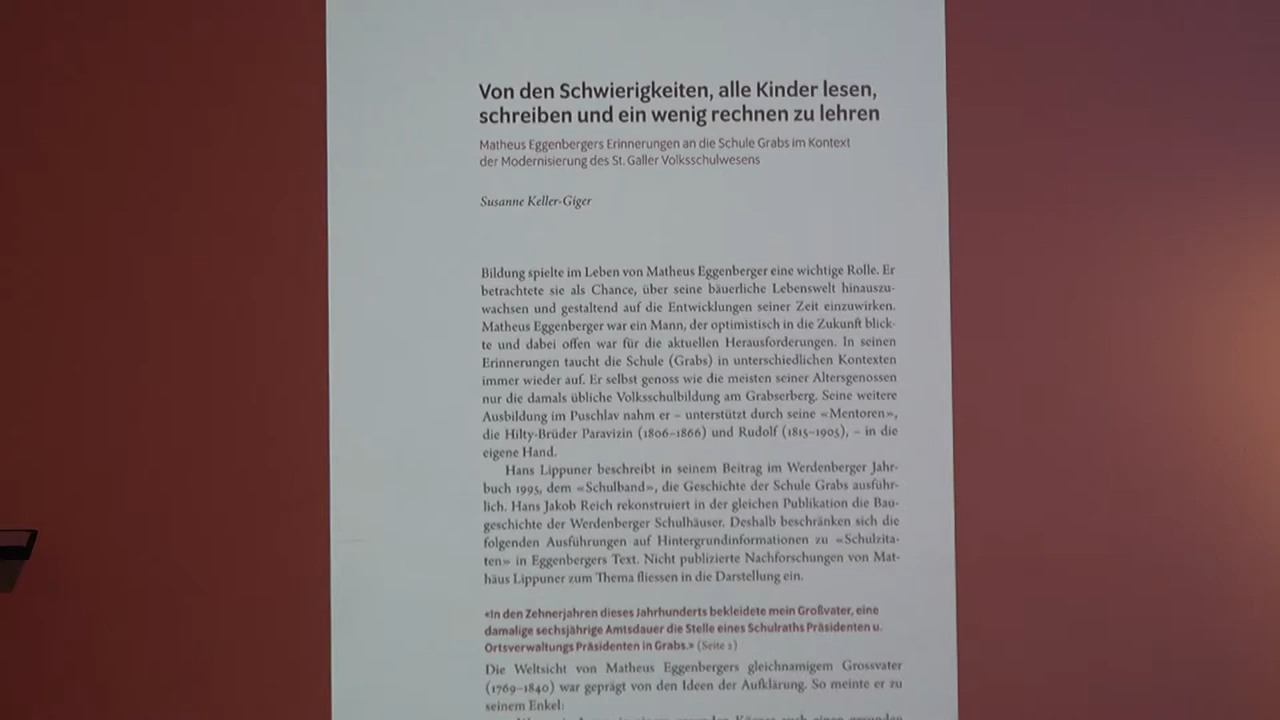 Von den Schwierigkeiten, alle Kinder lesen,
schreiben und ein wenig rechnen zu lehren
Matheus Eggenbergers Erinnerungen an die Schule Grabs im Kontext
der Modernisierung des St. Galler Volksschulwesens
Susanne Keller-Giger
Bildung spielte im Leben von Matheus Eggenberger eine wichtige Rolle. Er
betrachtete sie als Chance, über seine bäuerliche Lebenswelt hinauszu-
wachsen und gestaltend auf die Entwicklungen seiner Zeit einzuwirken.
Matheus Eggenberger war ein Mann, der optimistisch in die Zukunft blick-
te und dabei offen war für die aktuellen Herausforderungen. In seinen
Erinnerungen taucht die Schule (Grabs) in unterschiedlichen Kontexten
immer wieder auf. Er selbst genoss wie die meisten seiner Altersgenossen
nur die damals übliche Volksschulbildung am Grabserberg. Seine weitere
Ausbildung im Puschlav nahm er – unterstützt durch seine «Mentoren»,
die Hilty-Brüder Paravizin (1806–1866) und Rudolf (1815–1905), – in die
eigene Hand.
Hans Lippuner beschreibt in seinem Beitrag im Werdenberger Jahr-
buch 1995, dem «Schulband», die Geschichte der Schule Grabs ausführ-
lich. Hans Jakob Reich rekonstruiert in der gleichen Publikation die Bau-
geschichte der Werdenberger Schulhäuser. Deshalb beschränken sich die
folgenden Ausführungen auf Hintergrundinformationen zu «Schulzita-
ten» in Eggenbergers Text. Nicht publizierte Nachforschungen von Mat-
häus Lippuner zum Thema fliessen in die Darstellung ein.
«In den Zehnerjahren dieses Jahrhunderts bekleidete mein Großvater, eine
damalige sechsjährige Amtsdauer die Stelle eines Schulraths Präsidenten u.
Ortsverwaltungs Präsidenten in Grabs.» (Seite 2)
Die Weltsicht von Matheus Eggenbergers gleichnamigem Grossvater
(1769–1840) war geprägt von den Ideen der Aufklärung. So meinte er zu
seinem Enkel: